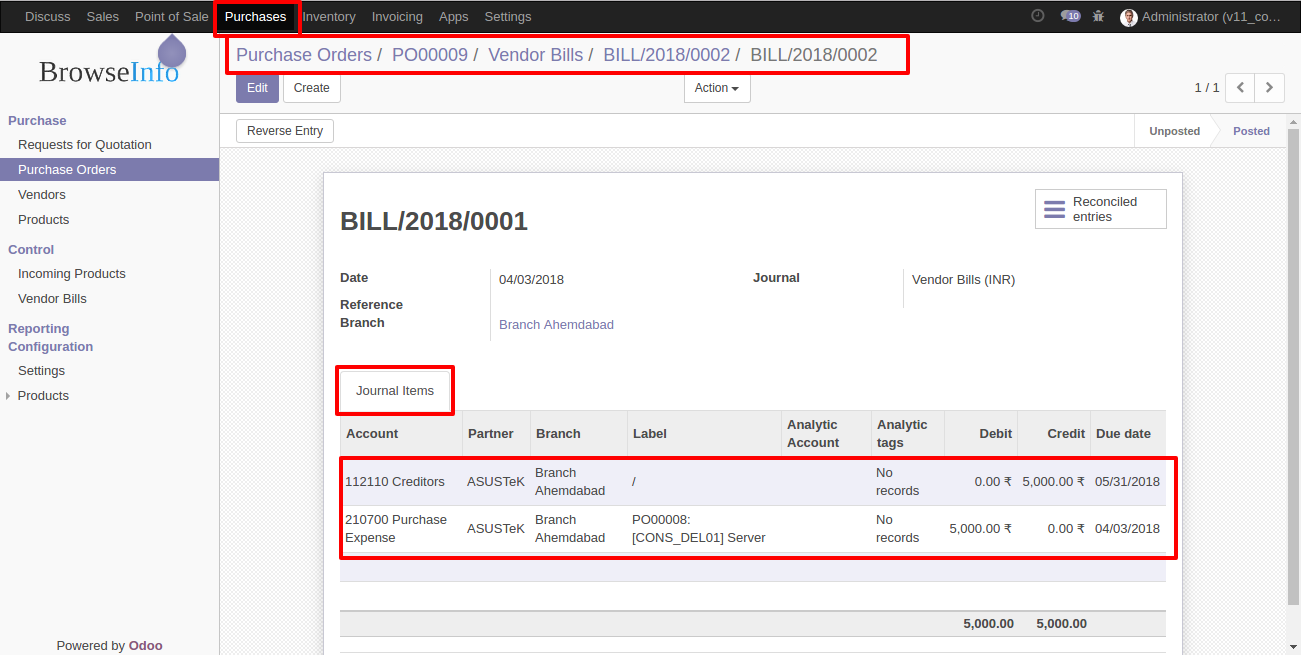 Discuss Sales Point of Sale Purchases Inventory Invoicing Apps Settings 10 Administrator (v11_co...
BrowseInfo
Purchase Orders / PO00009 / Vendor Bills / BILL/2018/0002 / BILL/2018/0002
Edit Create Action 1 / 1
Reverse Entry Unposted Posted
Purchase
Requests for Quotation
Purchase Orders
Vendors
Products
Control
Incoming Products
Vendor Bills
Reporting
Configuration
Settings
Products
Powered by Odoo
BILL/2018/0001
Reconciled
entries
Date 04/03/2018 Journal Vendor Bills (INR)
Reference
Branch Branch Ahemdabad
Journal Items
Account Partner Branch Label Analytic Account Analytic tags Debit Credit Due date
112110 Creditors ASUSTeK Branch Ahemdabad / No records 0.00 ₹ 5,000.00 ₹ 05/31/2018
210700 Purchase Expense ASUSTeK Branch Ahemdabad PO00008: [CONS_DEL01] Server No records 5,000.00 ₹ 0.00 ₹ 04/03/2018
5,000.00 5,000.00